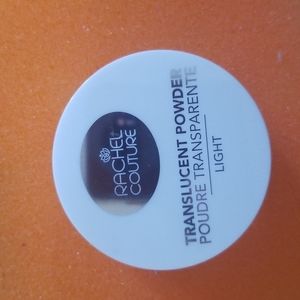 RACHEL
COUTURE
TRANSLUCENT POWDER
POUDRE TRANSPARENTE
LIGHT